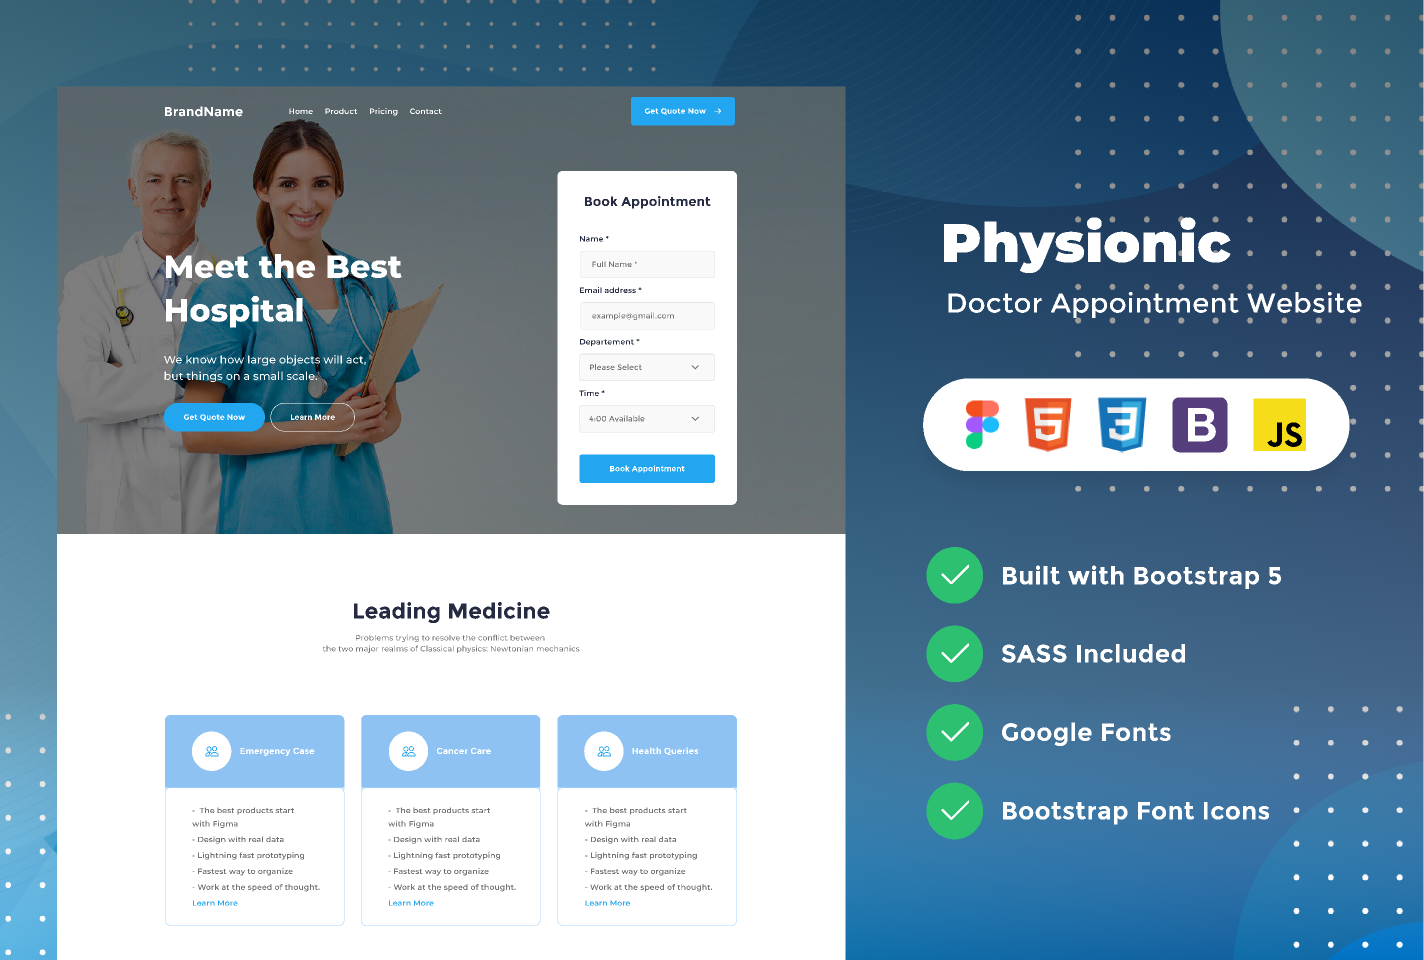 BrandName
Home Product Pricing Contact
Get Quote Now
Meet the Best
Hospital
We know how large objects will act,
but things on a small scale.
Get Quote Now
Learn More
Book Appointment
Name *
Full Name *
Email address *
example@gmail.com
Departement *
Please Select
Time *
4:00 Available
Book Appointment
Leading Medicine
Problems trying to resolve the conflict between
the two major realms of Classical physics: Newtonian mechanics
Emergency Case
- The best products start
with Figma
- Design with real data
- Lightning fast prototyping
- Fastest way to organize
- Work at the speed of thought.
Learn More
Cancer Care
- The best products start
with Figma
- Design with real data
- Lightning fast prototyping
- Fastest way to organize
- Work at the speed of thought.
Learn More
Health Queries
- The best products start
with Figma
- Design with real data
- Lightning fast prototyping
- Fastest way to organize
- Work at the speed of thought.
Learn More
Physionic
Doctor Appointment Website
5 3 B JS
Built with Bootstrap 5
SASS Included
Google Fonts
Bootstrap Font Icons